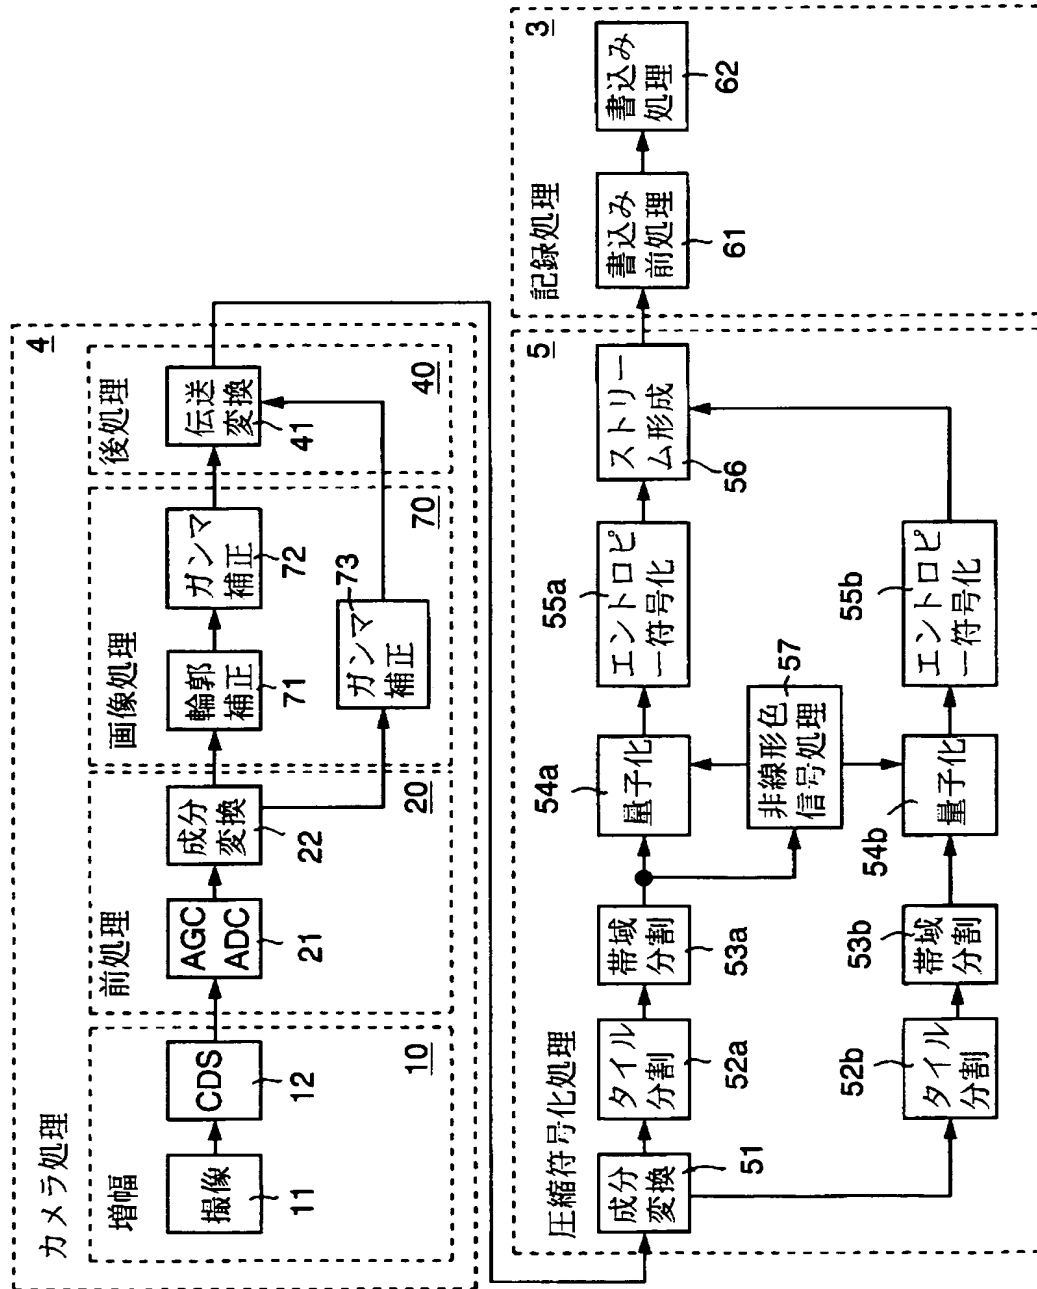 カメラ処理
4
増幅
撮像
11
CDS
12
10
前処理
AGC
ADC
21
成分
変換
22
20
画像処理
輪郭
補正
71
ガンマ
補正
72
ガンマ
補正
73
70
後処理
伝送
変換
41
40
圧縮符号化処理
5
成分
変換
51
タイル
分割
52a
帯域
分割
53a
量子化
54a
エントロピ
ー符号化
55a
ストリー
ム形成
56
非線形色
信号処理
57
タイル
分割
52b
帯域
分割
53b
量子化
54b
エントロピ
ー符号化
55b
記録処理
3
書込み
前処理
61
書込み
処理
62